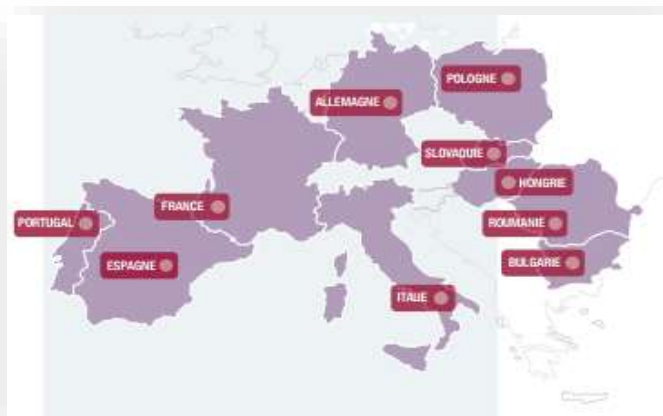 POLOGNE
ALLEMAGNE
SLOVAQUIE
HONGRIE
FRANCE
PORTUGAL
ROUMANIE
ESPAGNE
BULGARIE
ITALIE